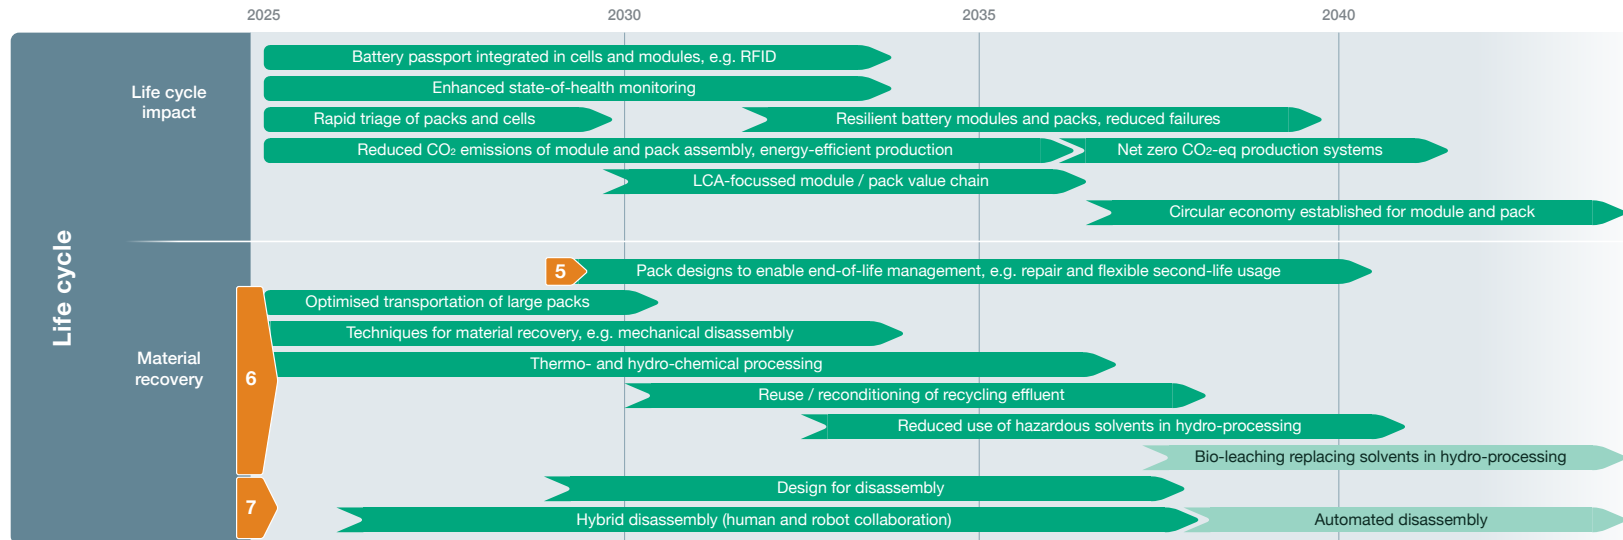 2025 2030 2035 2040
Life cycle
Life cycle
impact
Battery passport integrated in cells and modules, e.g. RFID
Enhanced state-of-health monitoring
Rapid triage of packs and cells
Resilient battery modules and packs, reduced failures
Reduced CO₂ emissions of module and pack assembly, energy-efficient production
Net zero CO₂-eq production systems
LCA-focussed module / pack value chain
Circular economy established for module and pack
Material
recovery
5
Pack designs to enable end-of-life management, e.g. repair and flexible second-life usage
6
Optimised transportation of large packs
Techniques for material recovery, e.g. mechanical disassembly
Thermo- and hydro-chemical processing
Reuse / reconditioning of recycling effluent
Reduced use of hazardous solvents in hydro-processing
Bio-leaching replacing solvents in hydro-processing
7
Design for disassembly
Hybrid disassembly (human and robot collaboration)
Automated disassembly